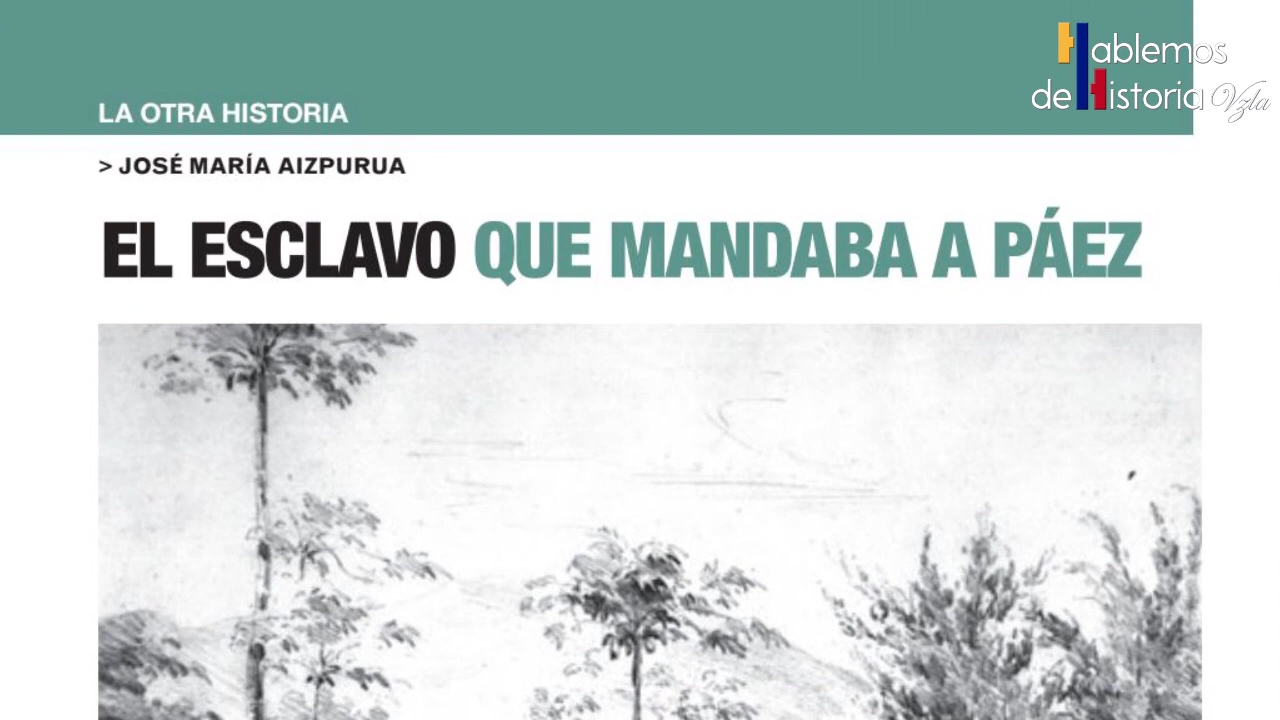 Hablemos
de Historia Vzla
LA OTRA HISTORIA
> JOSÉ MARÍA AIZPURUA
EL ESCLAVO QUE MANDABA A PÁEZ